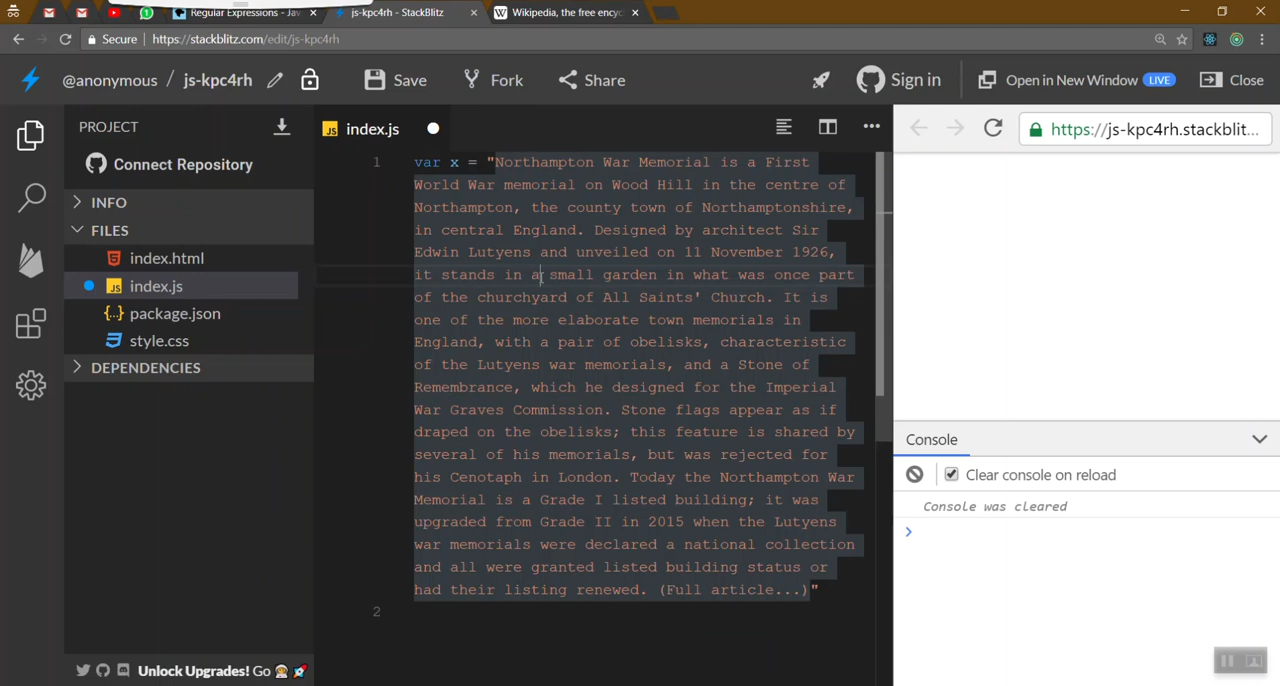 Regular Expressions - Jav
js-kpc4rh - StackBlitz
Wikipedia, the free ency
Secure
https://stackblitz.com/edit/js-kpc4rh
@anonymous / js-kpc4rh
Save
Fork
Share
Sign in
Open in New Window LIVE
Close
PROJECT
Connect Repository
INFO
FILES
index.html
index.js
package.json
style.css
DEPENDENCIES
Unlock Upgrades! Go
index.js
1 var x = "Northampton War Memorial is a First
World War memorial on Wood Hill in the centre of
Northampton, the county town of Northamptonshire,
in central England. Designed by architect Sir
Edwin Lutyens and unveiled on 11 November 1926,
it stands in a small garden in what was once part
of the churchyard of All Saints' Church. It is
one of the more elaborate town memorials in
England, with a pair of obelisks, characteristic
of the Lutyens war memorials, and a Stone of
Remembrance, which he designed for the Imperial
War Graves Commission. Stone flags appear as if
draped on the obelisks; this feature is shared by
several of his memorials, but was rejected for
his Cenotaph in London. Today the Northampton War
Memorial is a Grade I listed building; it was
upgraded from Grade II in 2015 when the Lutyens
war memorials were declared a national collection
and all were granted listed building status or
had their listing renewed. (Full article...)"
2
https://js-kpc4rh.stackblitz...
Console
Clear console on reload
Console was cleared